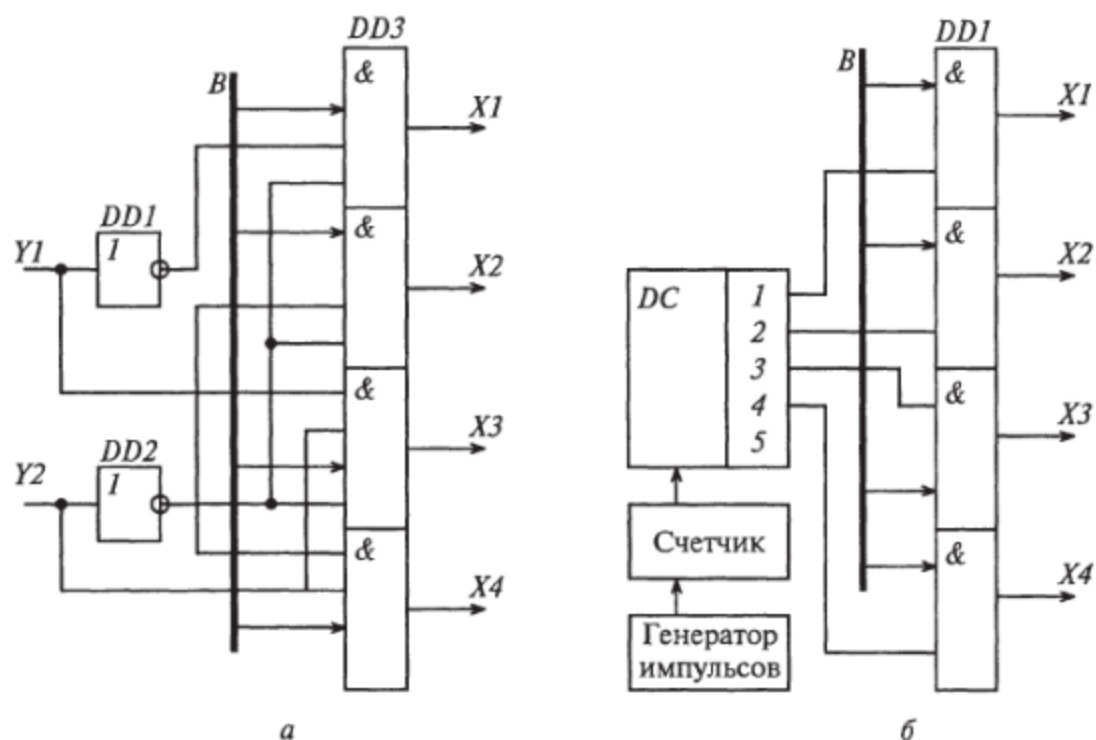 DD3
B
&
X1
DD1
1
Y1
&
X2
&
X3
DD2
1
Y2
&
X4
а
DD1
B
&
X1
&
X2
DC
1
2
3
4
5
&
X3
Счетчик
&
X4
Генератор
импульсов
б